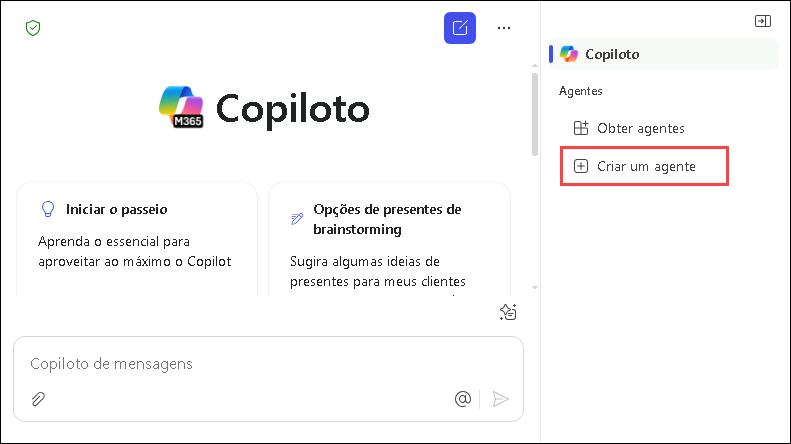 M365
Copiloto
Iniciar o passeio
Aprenda o essencial para
aproveitar ao máximo o Copilot
Opções de presentes de
brainstorming
Sugira algumas ideias de
presentes para meus clientes
Copiloto de mensagens
@
Copiloto
Agentes
Obter agentes
Criar um agente